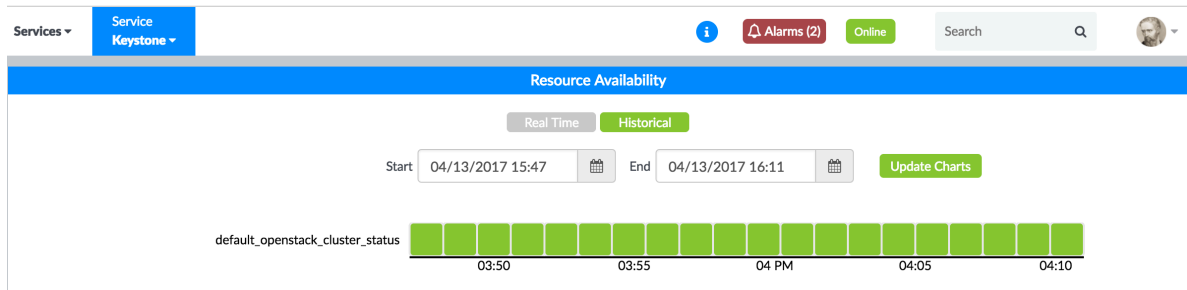 Services
Service
Keystone
Alarms (2)
Online
Search
Resource Availability
Real Time
Historical
Start
04/13/2017 15:47
End
04/13/2017 16:11
Update Charts
default_openstack_cluster_status
03:50
03:55
04 PM
04:05
04:10